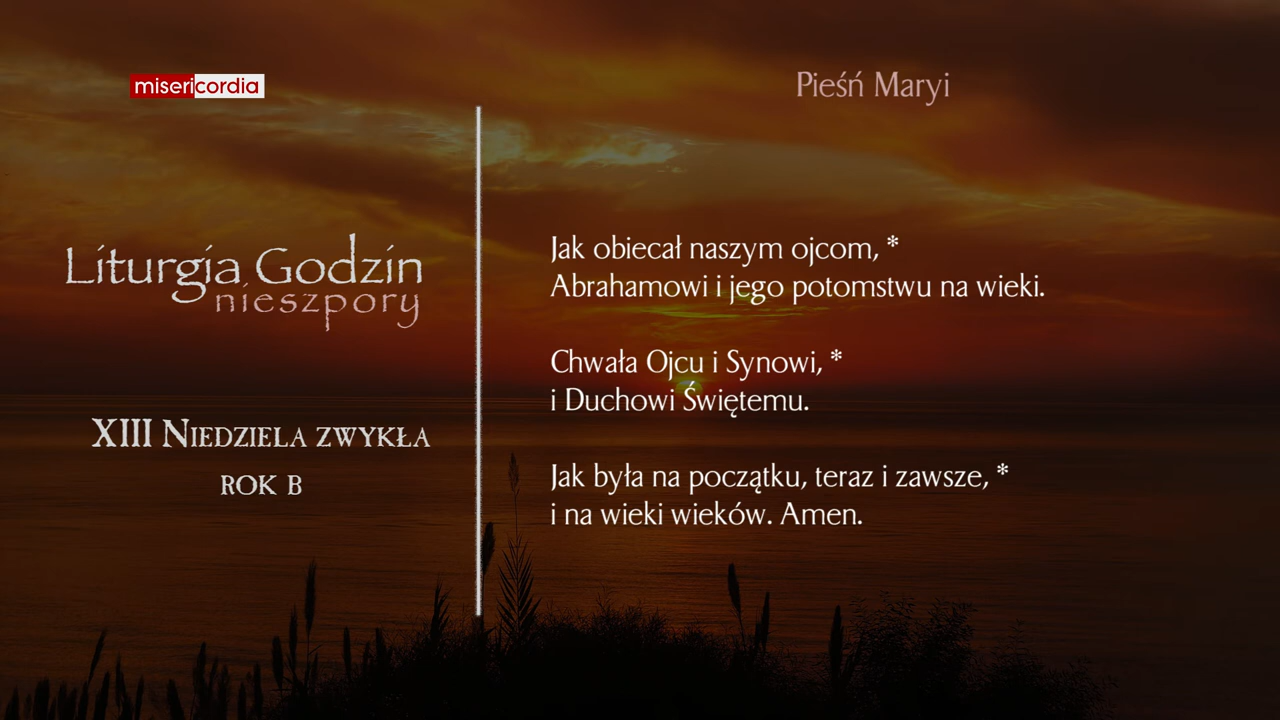 misericordia
Liturgia Godzin
nieszpory
XIII Niedziela zwykła
rok B
Pieśń Maryi
Jak obiecał naszym ojcom, *
Abrahamowi i jego potomstwu na wieki.
Chwała Ojcu i Synowi, *
i Duchowi Świętemu.
Jak była na początku, teraz i zawsze, *
i na wieki wieków. Amen.